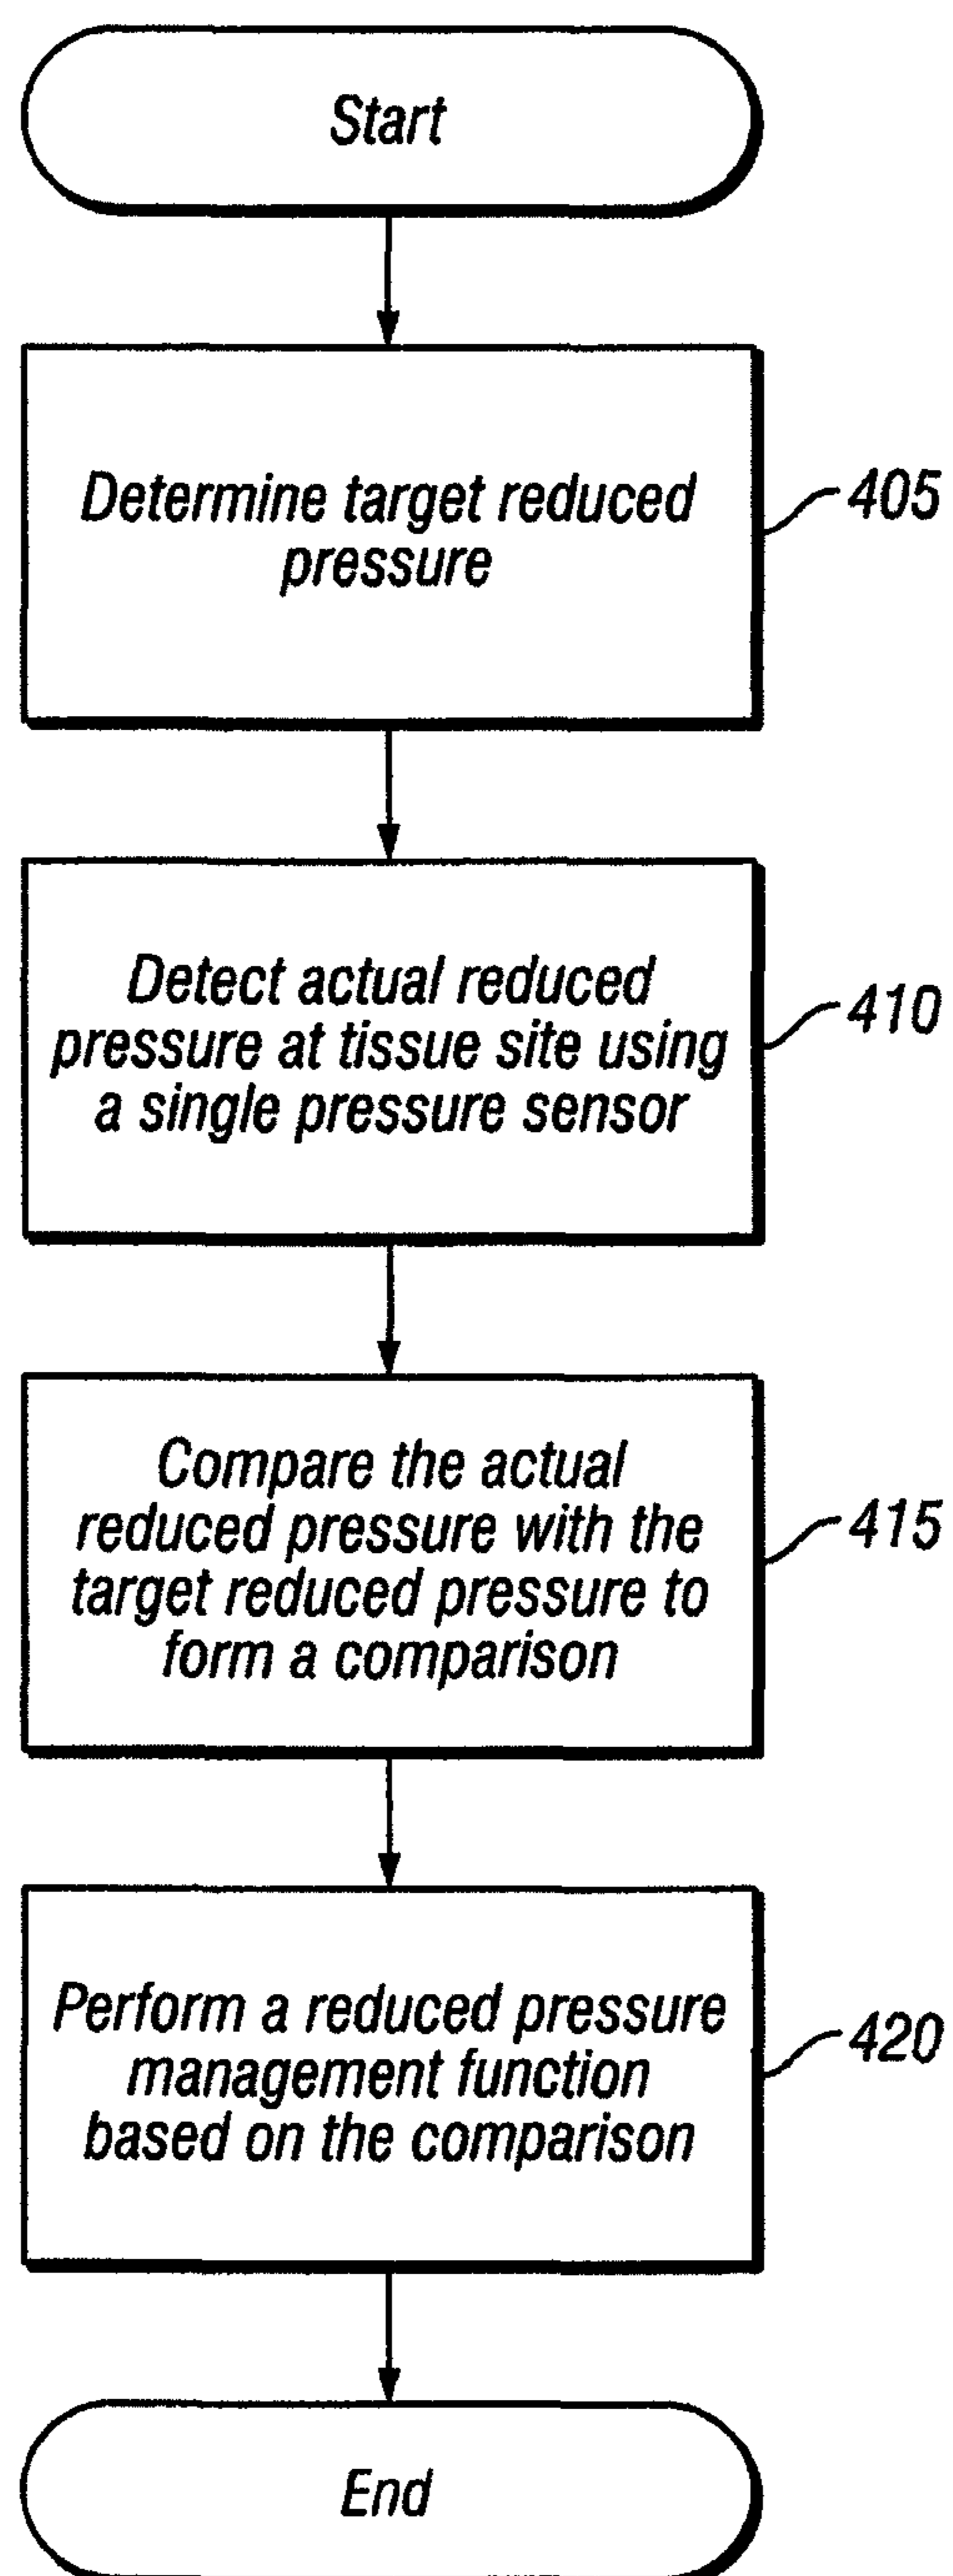 Start
Determine target reduced
pressure
405
Detect actual reduced
pressure at tissue site using
a single pressure sensor
410
Compare the actual
reduced pressure with the
target reduced pressure to
form a comparison
415
Perform a reduced pressure
management function
based on the comparison
420
End